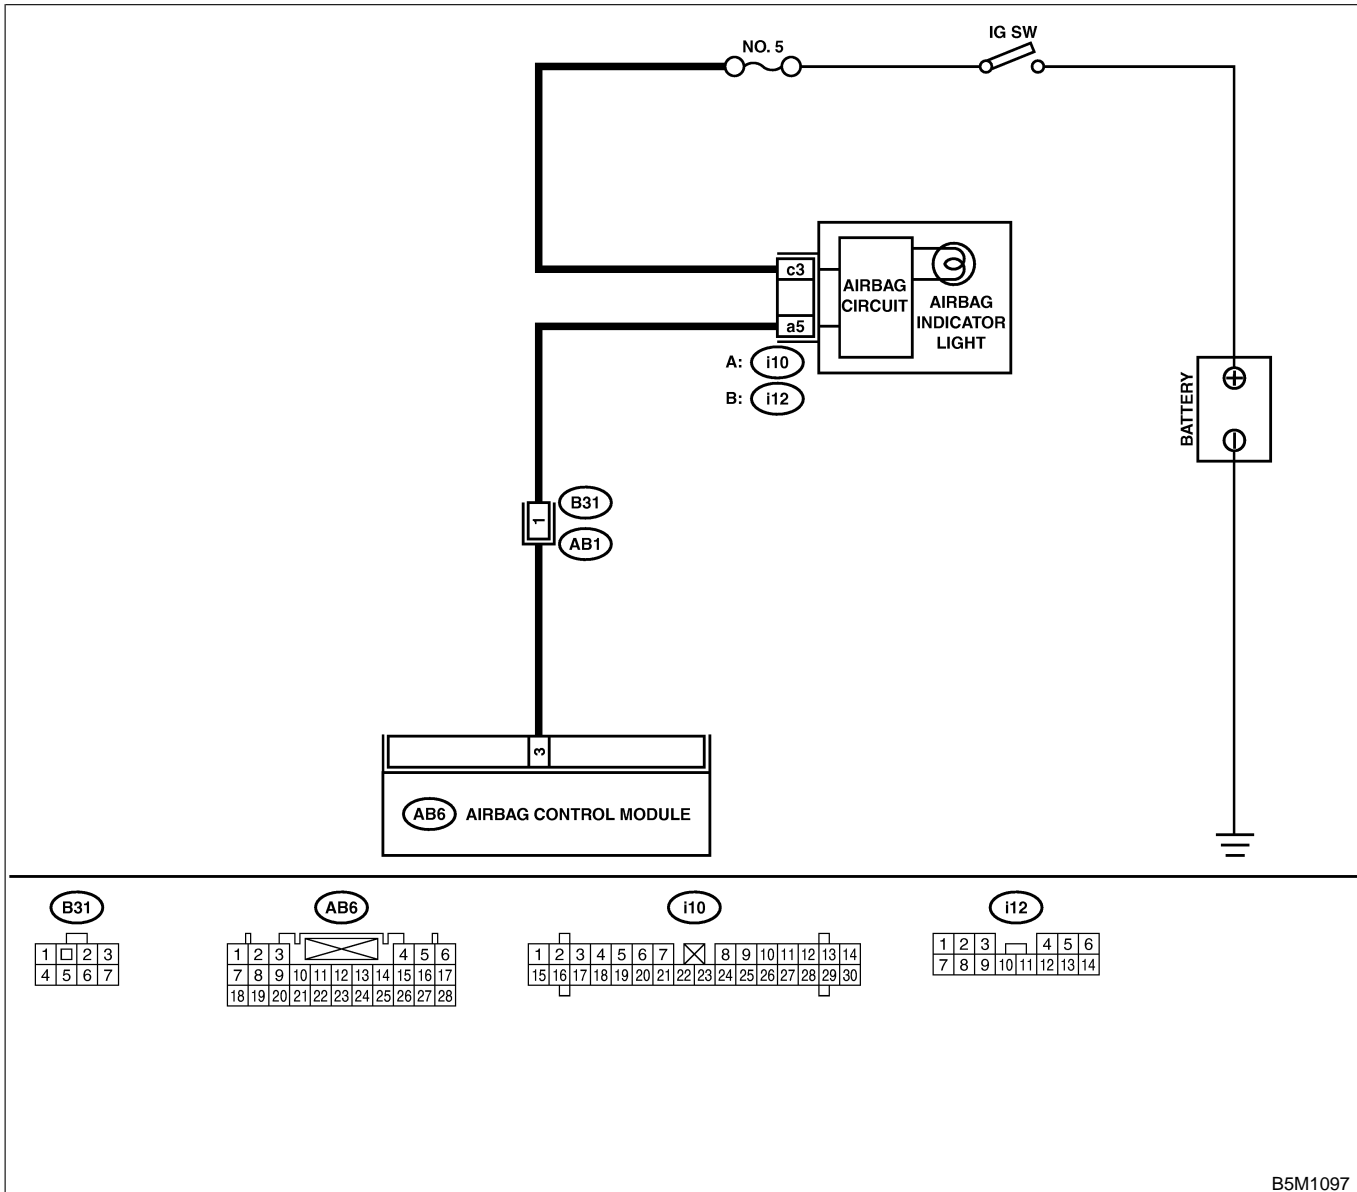 NO. 5
IG SW
c3
a5
AIRBAG
CIRCUIT
AIRBAG
INDICATOR
LIGHT
A: i10
B: i12
BATTERY
1
B31
AB1
3
AB6 AIRBAG CONTROL MODULE
B31
1 2 3
4 5 6 7
AB6
1 2 3 4 5 6
7 8 9 10 11 12 13 14 15 16 17
18 19 20 21 22 23 24 25 26 27 28
i10
1 2 3 4 5 6 7 8 9 10 11 12 13 14
15 16 17 18 19 20 21 22 23 24 25 26 27 28 29 30
i12
1 2 3 4 5 6
7 8 9 10 11 12 13 14
B5M1097